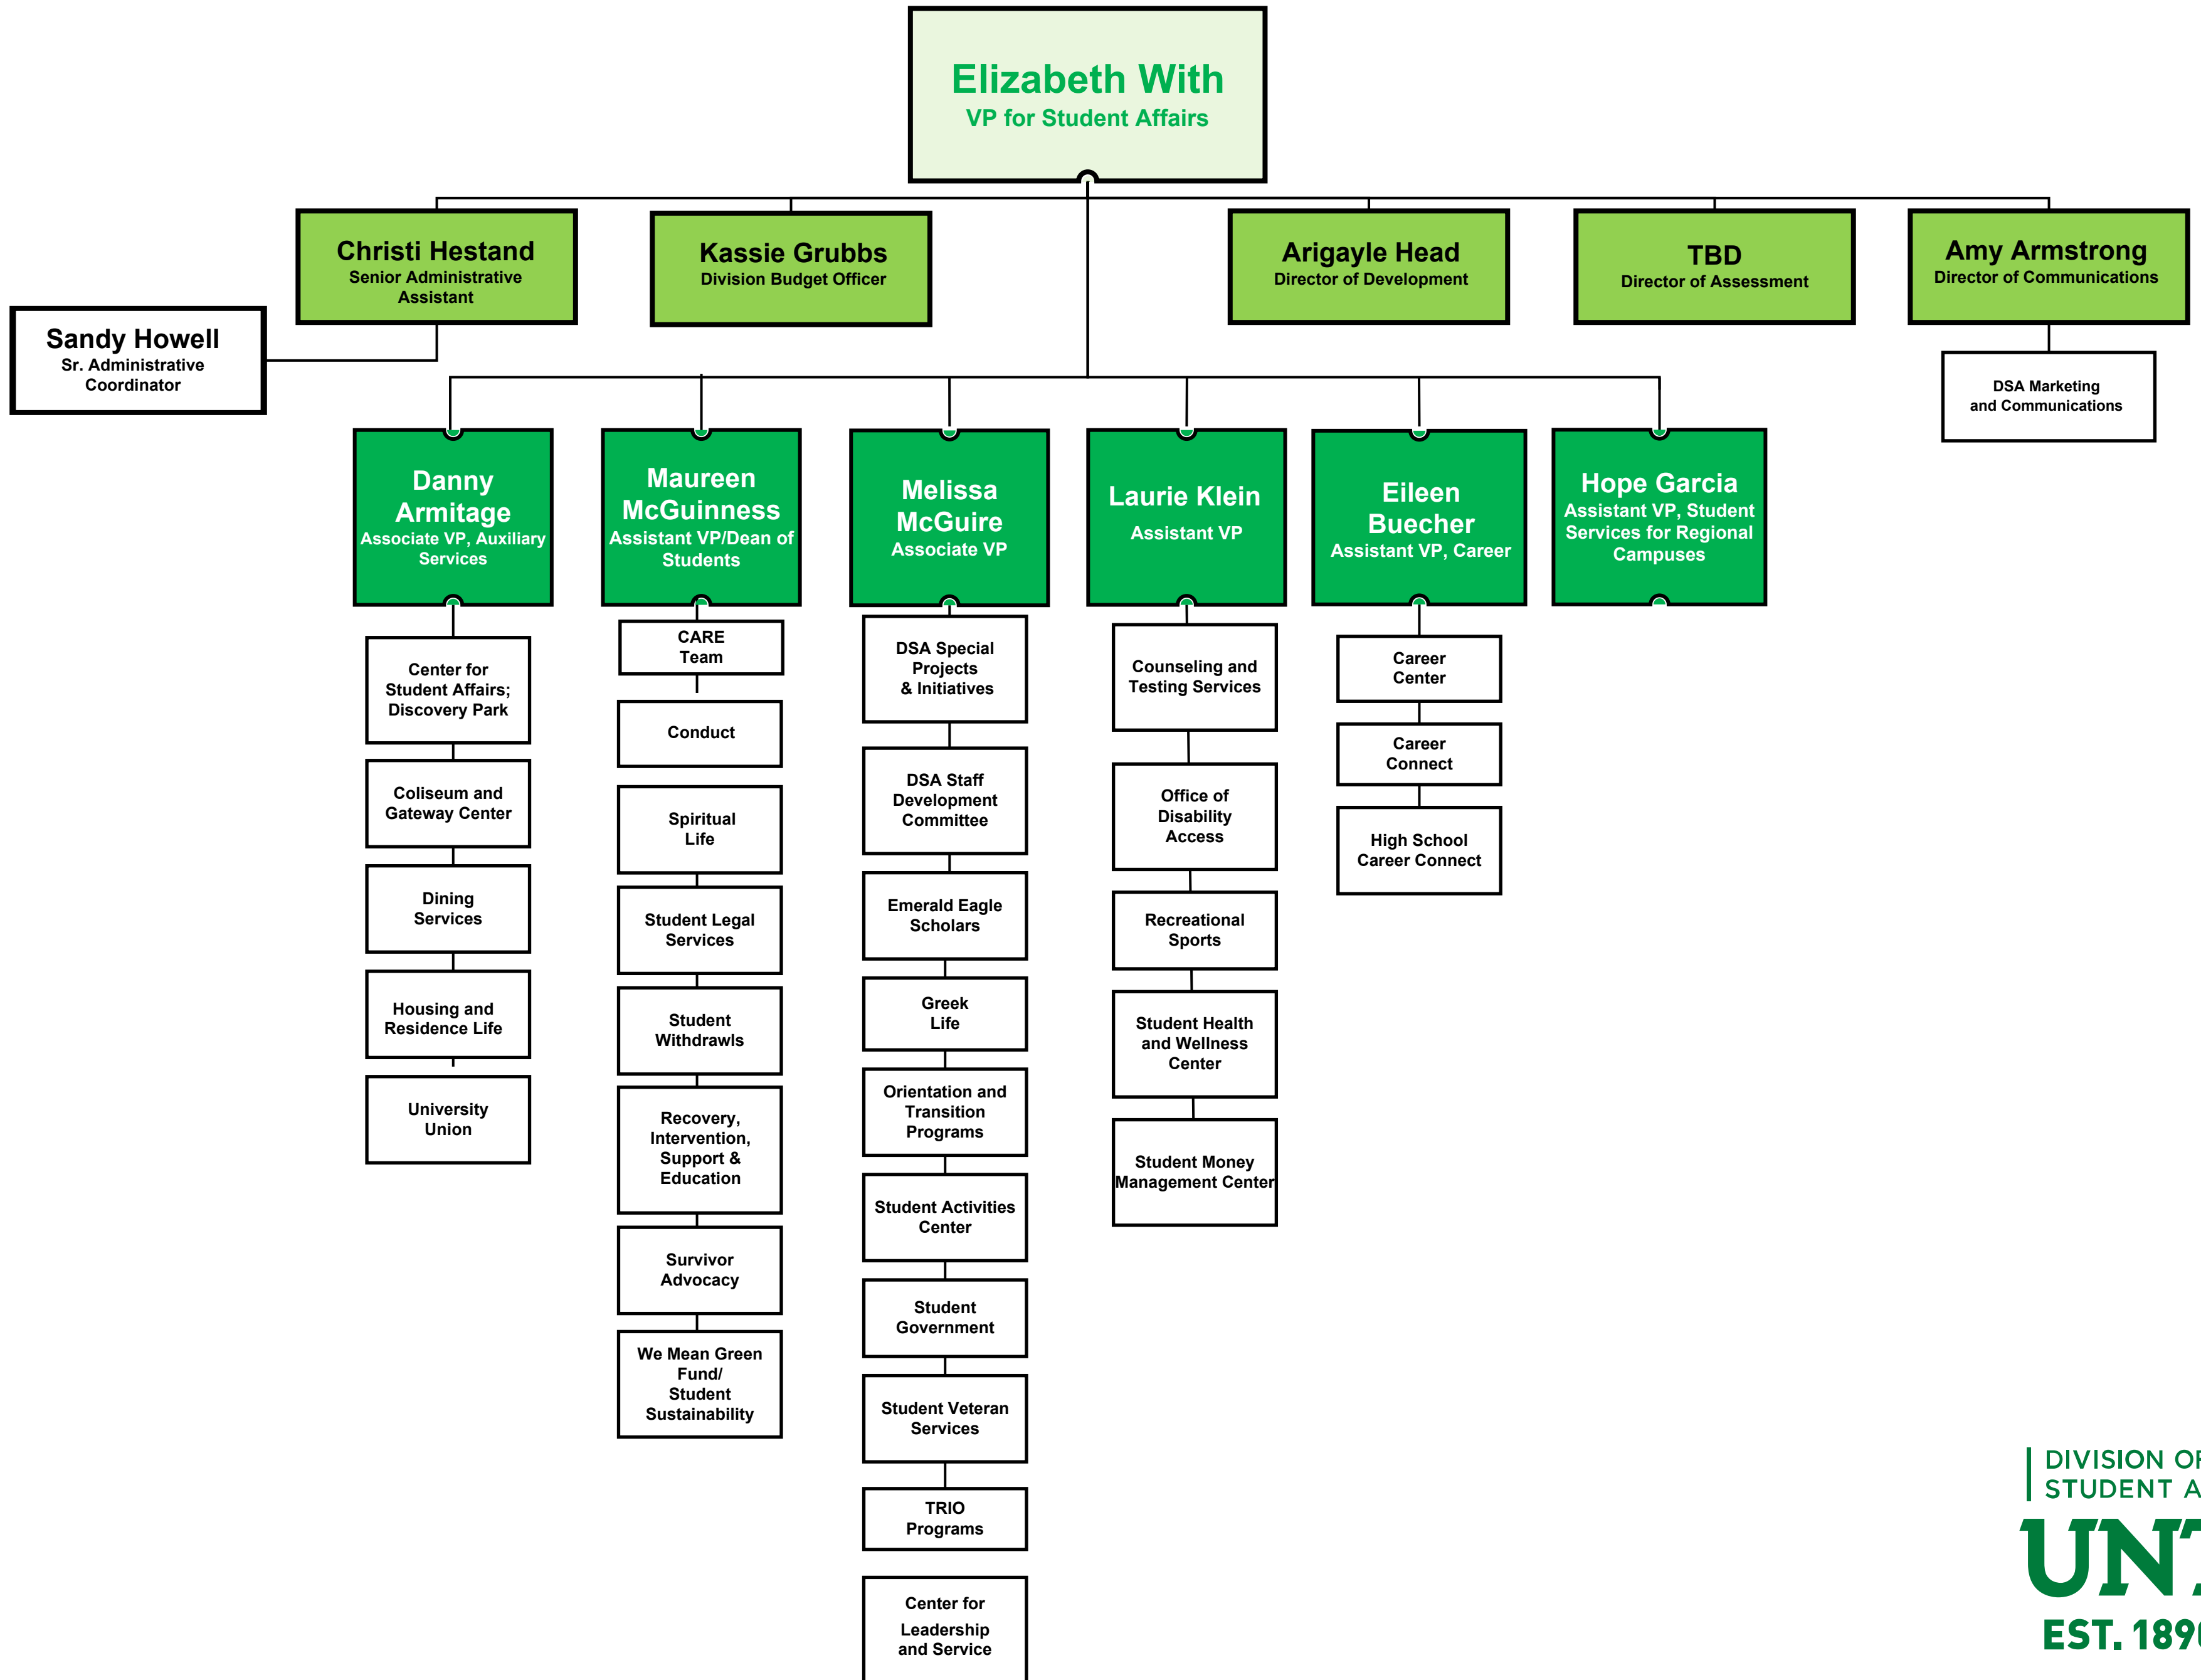 Elizabeth With
VP for Student Affairs
Christi Hestand
Senior Administrative
Assistant
Kassie Grubbs
Division Budget Officer
Arigayle Head
Director of Development
TBD
Director of Assessment
Amy Armstrong
Director of Communications
Sandy Howell
Sr. Administrative
Coordinator
DSA Marketing
and Communications
Danny
Armitage
Associate VP, Auxiliary
Services
Maureen
McGuinness
Assistant VP/Dean of
Students
Melissa
McGuire
Associate VP
Laurie Klein
Assistant VP
Eileen
Buecher
Assistant VP, Career
Hope Garcia
Assistant VP, Student
Services for Regional
Campuses
Center for
Student Affairs;
Discovery Park
Coliseum and
Gateway Center
Dining
Services
Housing and
Residence Life
University
Union
CARE
Team
Conduct
Spiritual
Life
Student Legal
Services
Student
Withdrawls
Recovery,
Intervention,
Support &
Education
Survivor
Advocacy
We Mean Green
Fund/
Student
Sustainability
DSA Special
Projects
& Initiatives
DSA Staff
Development
Committee
Emerald Eagle
Scholars
Greek
Life
Orientation and
Transition
Programs
Student Activities
Center
Student
Government
Student Veteran
Services
TRIO
Programs
Center for
Leadership
and Service
Counseling and
Testing Services
Office of
Disability
Access
Recreational
Sports
Student Health
and Wellness
Center
Student Money
Management Center
Career
Center
Career
Connect
High School
Career Connect
DIVISION OF
STUDENT A
UNT
EST. 1890